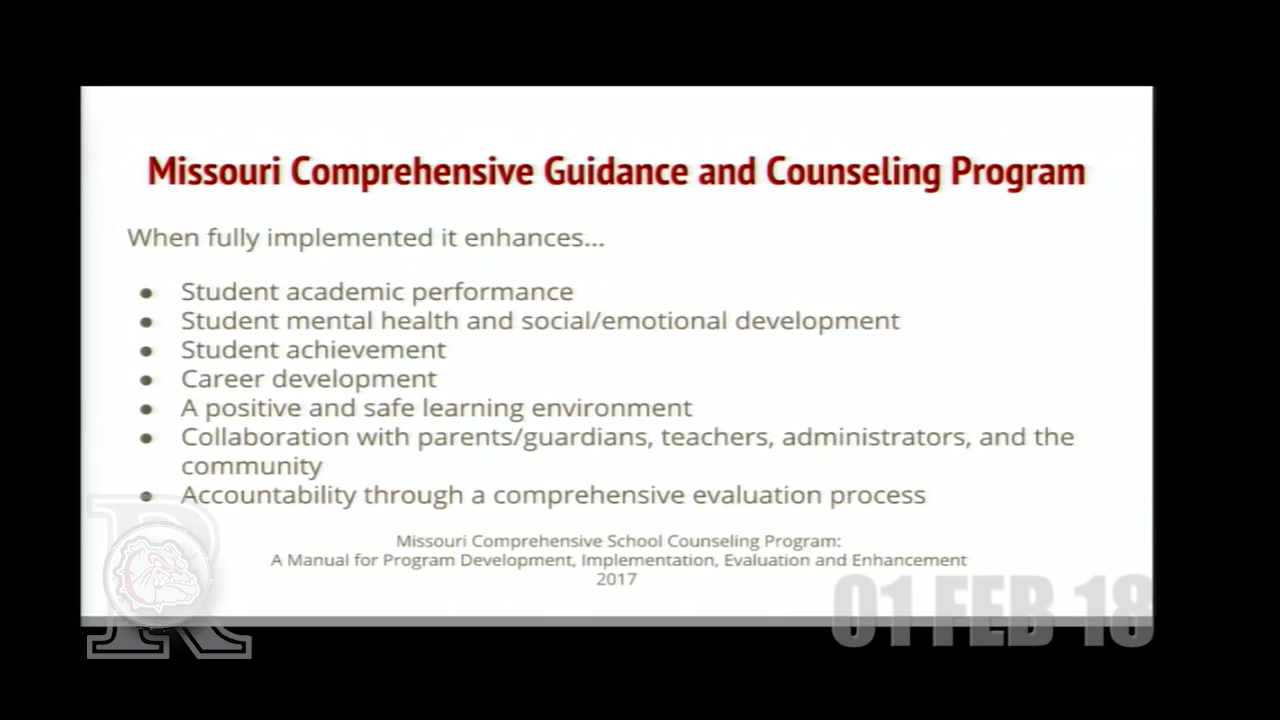 Missouri Comprehensive Guidance and Counseling Program
When fully implemented it enhances...
● Student academic performance
● Student mental health and social/emotional development
● Student achievement
● Career development
● A positive and safe learning environment
● Collaboration with parents/guardians, teachers, administrators, and the
community
● Accountability through a comprehensive evaluation process
Missouri Comprehensive School Counseling Program:
A Manual for Program Development, Implementation, Evaluation and Enhancement
2017
R
01 FEB 18